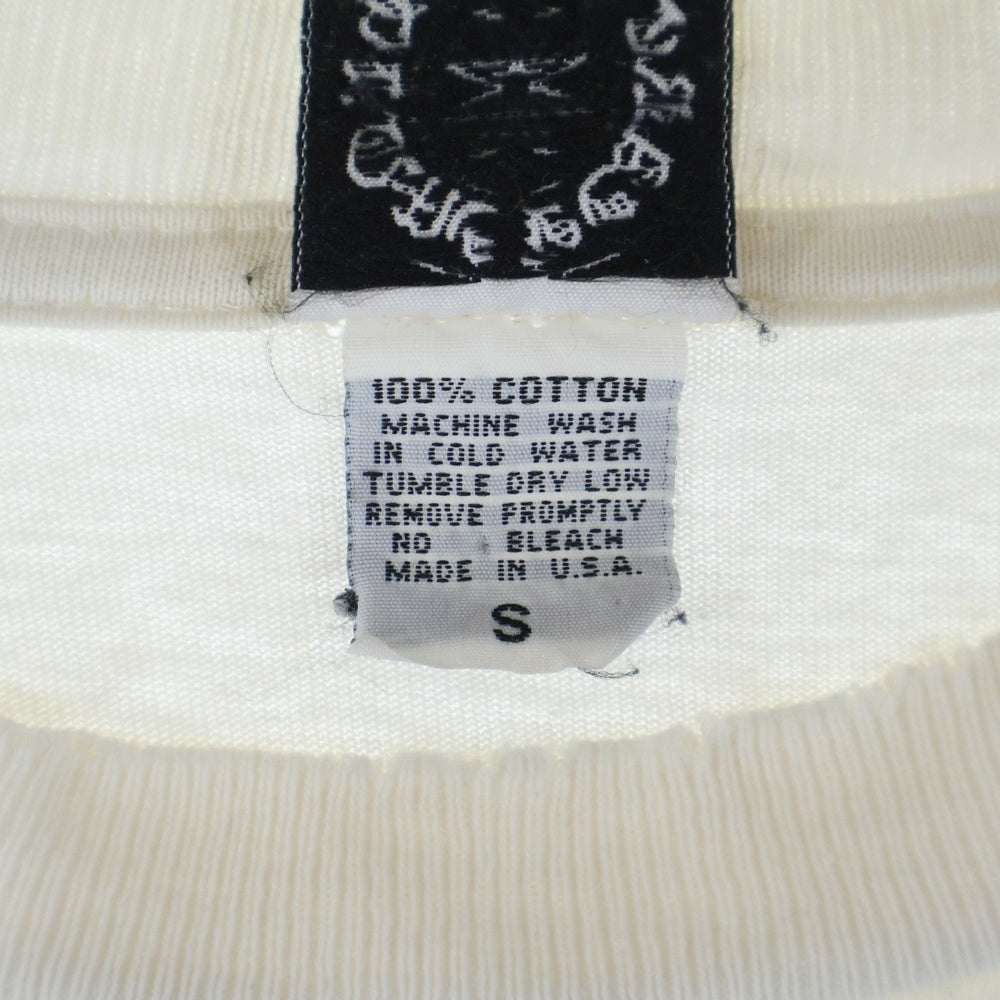 100% COTTON
MACHINE WASH
IN COLD WATER
TUMBLE DRY LOW
REMOVE PROMPTLY
NO BLEACH
MADE IN U.S.A.
S